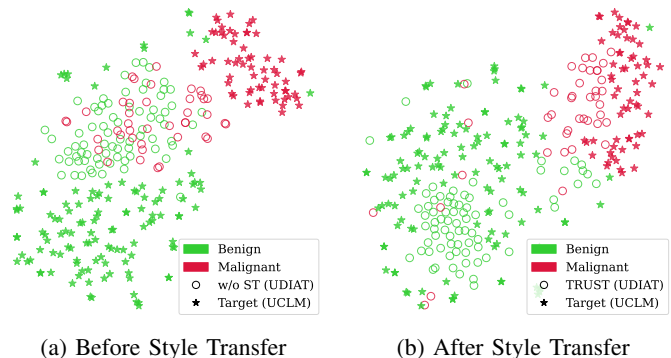 Benign
Malignant
w/o ST (UDIAT)
Target (UCLM)
(a) Before Style Transfer
Benign
Malignant
TRUST (UDIAT)
Target (UCLM)
(b) After Style Transfer